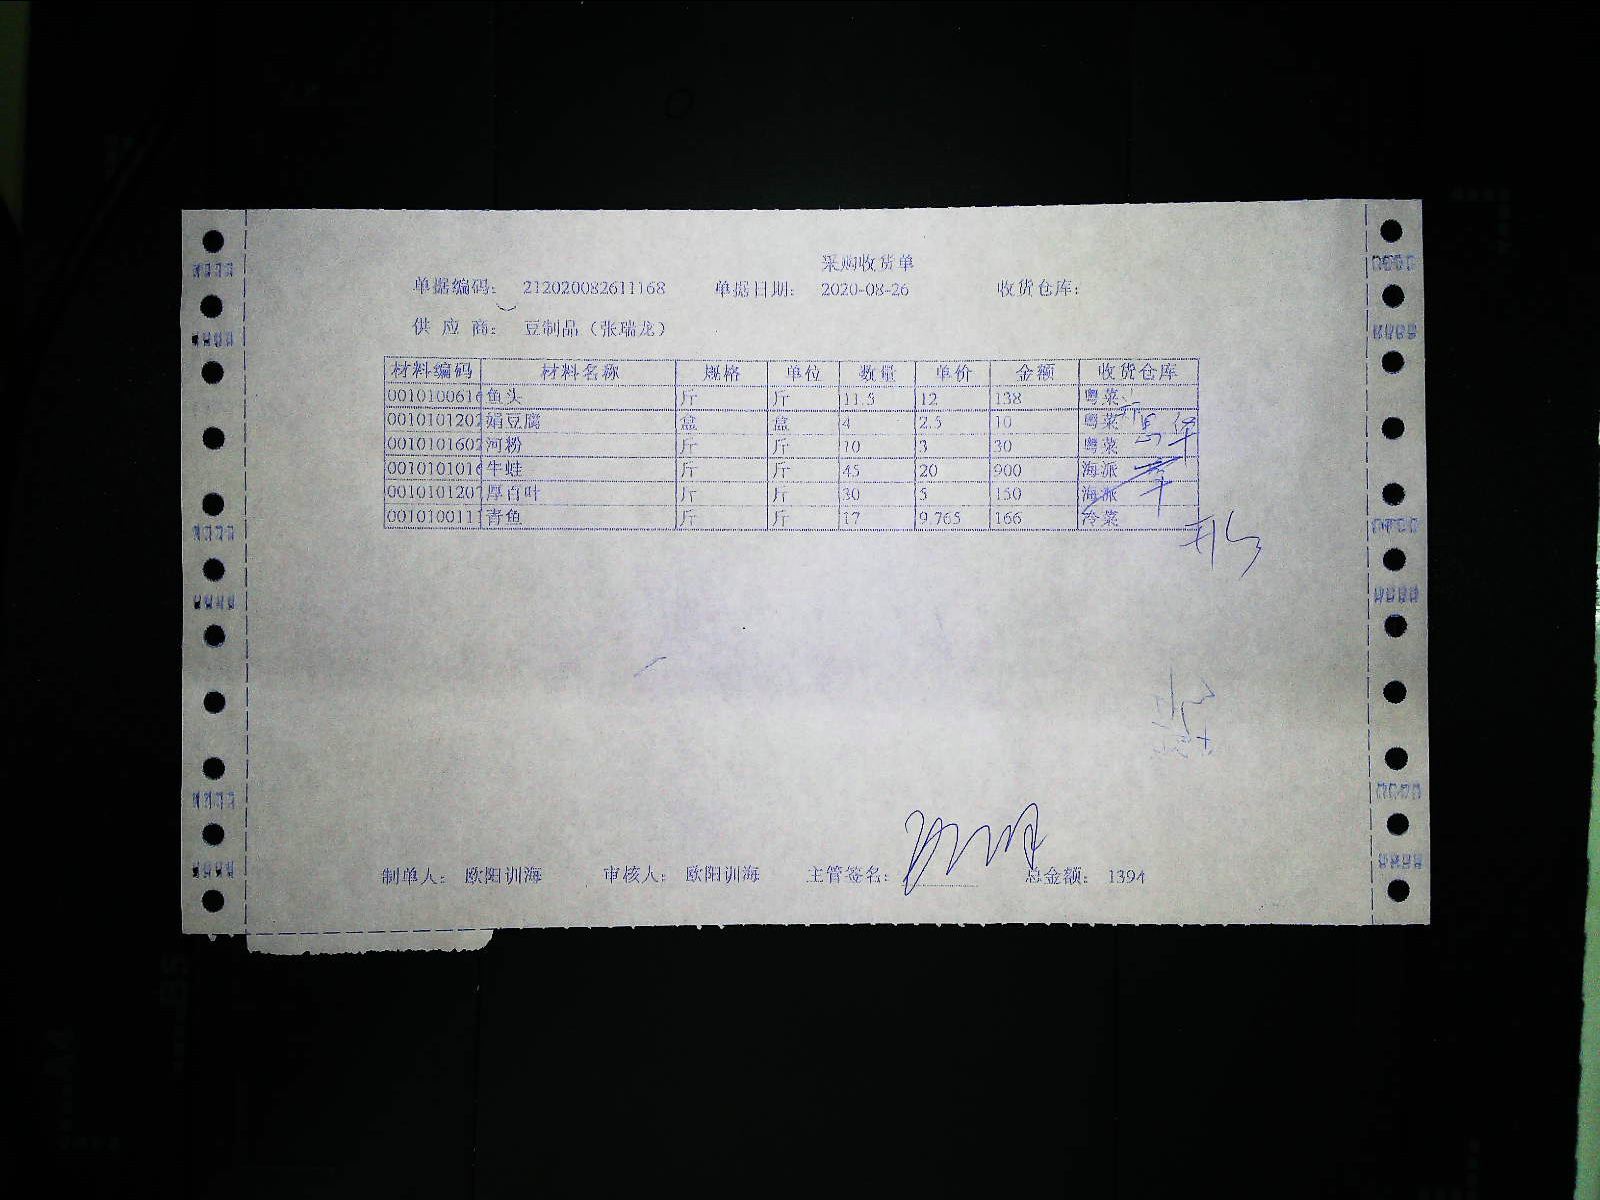 采购收货单
单据编码： 212020082611168 单据日期： 2020-08-26 收货仓库：
供 应 商： 豆制品（张瑞龙）
材料编码 材料名称 规格 单位 数量 单价 金额 收货仓库
001010061 鱼头 斤 斤 11.5 12 138 粤菜
001010120 娟豆腐 盒 盒 4 2.5 10 粤菜
001010160 河粉 斤 斤 10 3 30 粤菜
001010101 牛蛙 斤 斤 45 20 900 海派
001010120 厚百叶 斤 斤 30 5 150 海派
001010011 青鱼 斤 斤 17 9.765 166 冷菜
制单人： 欧阳训海 审核人： 欧阳训海 主管签名： 总金额： 1394